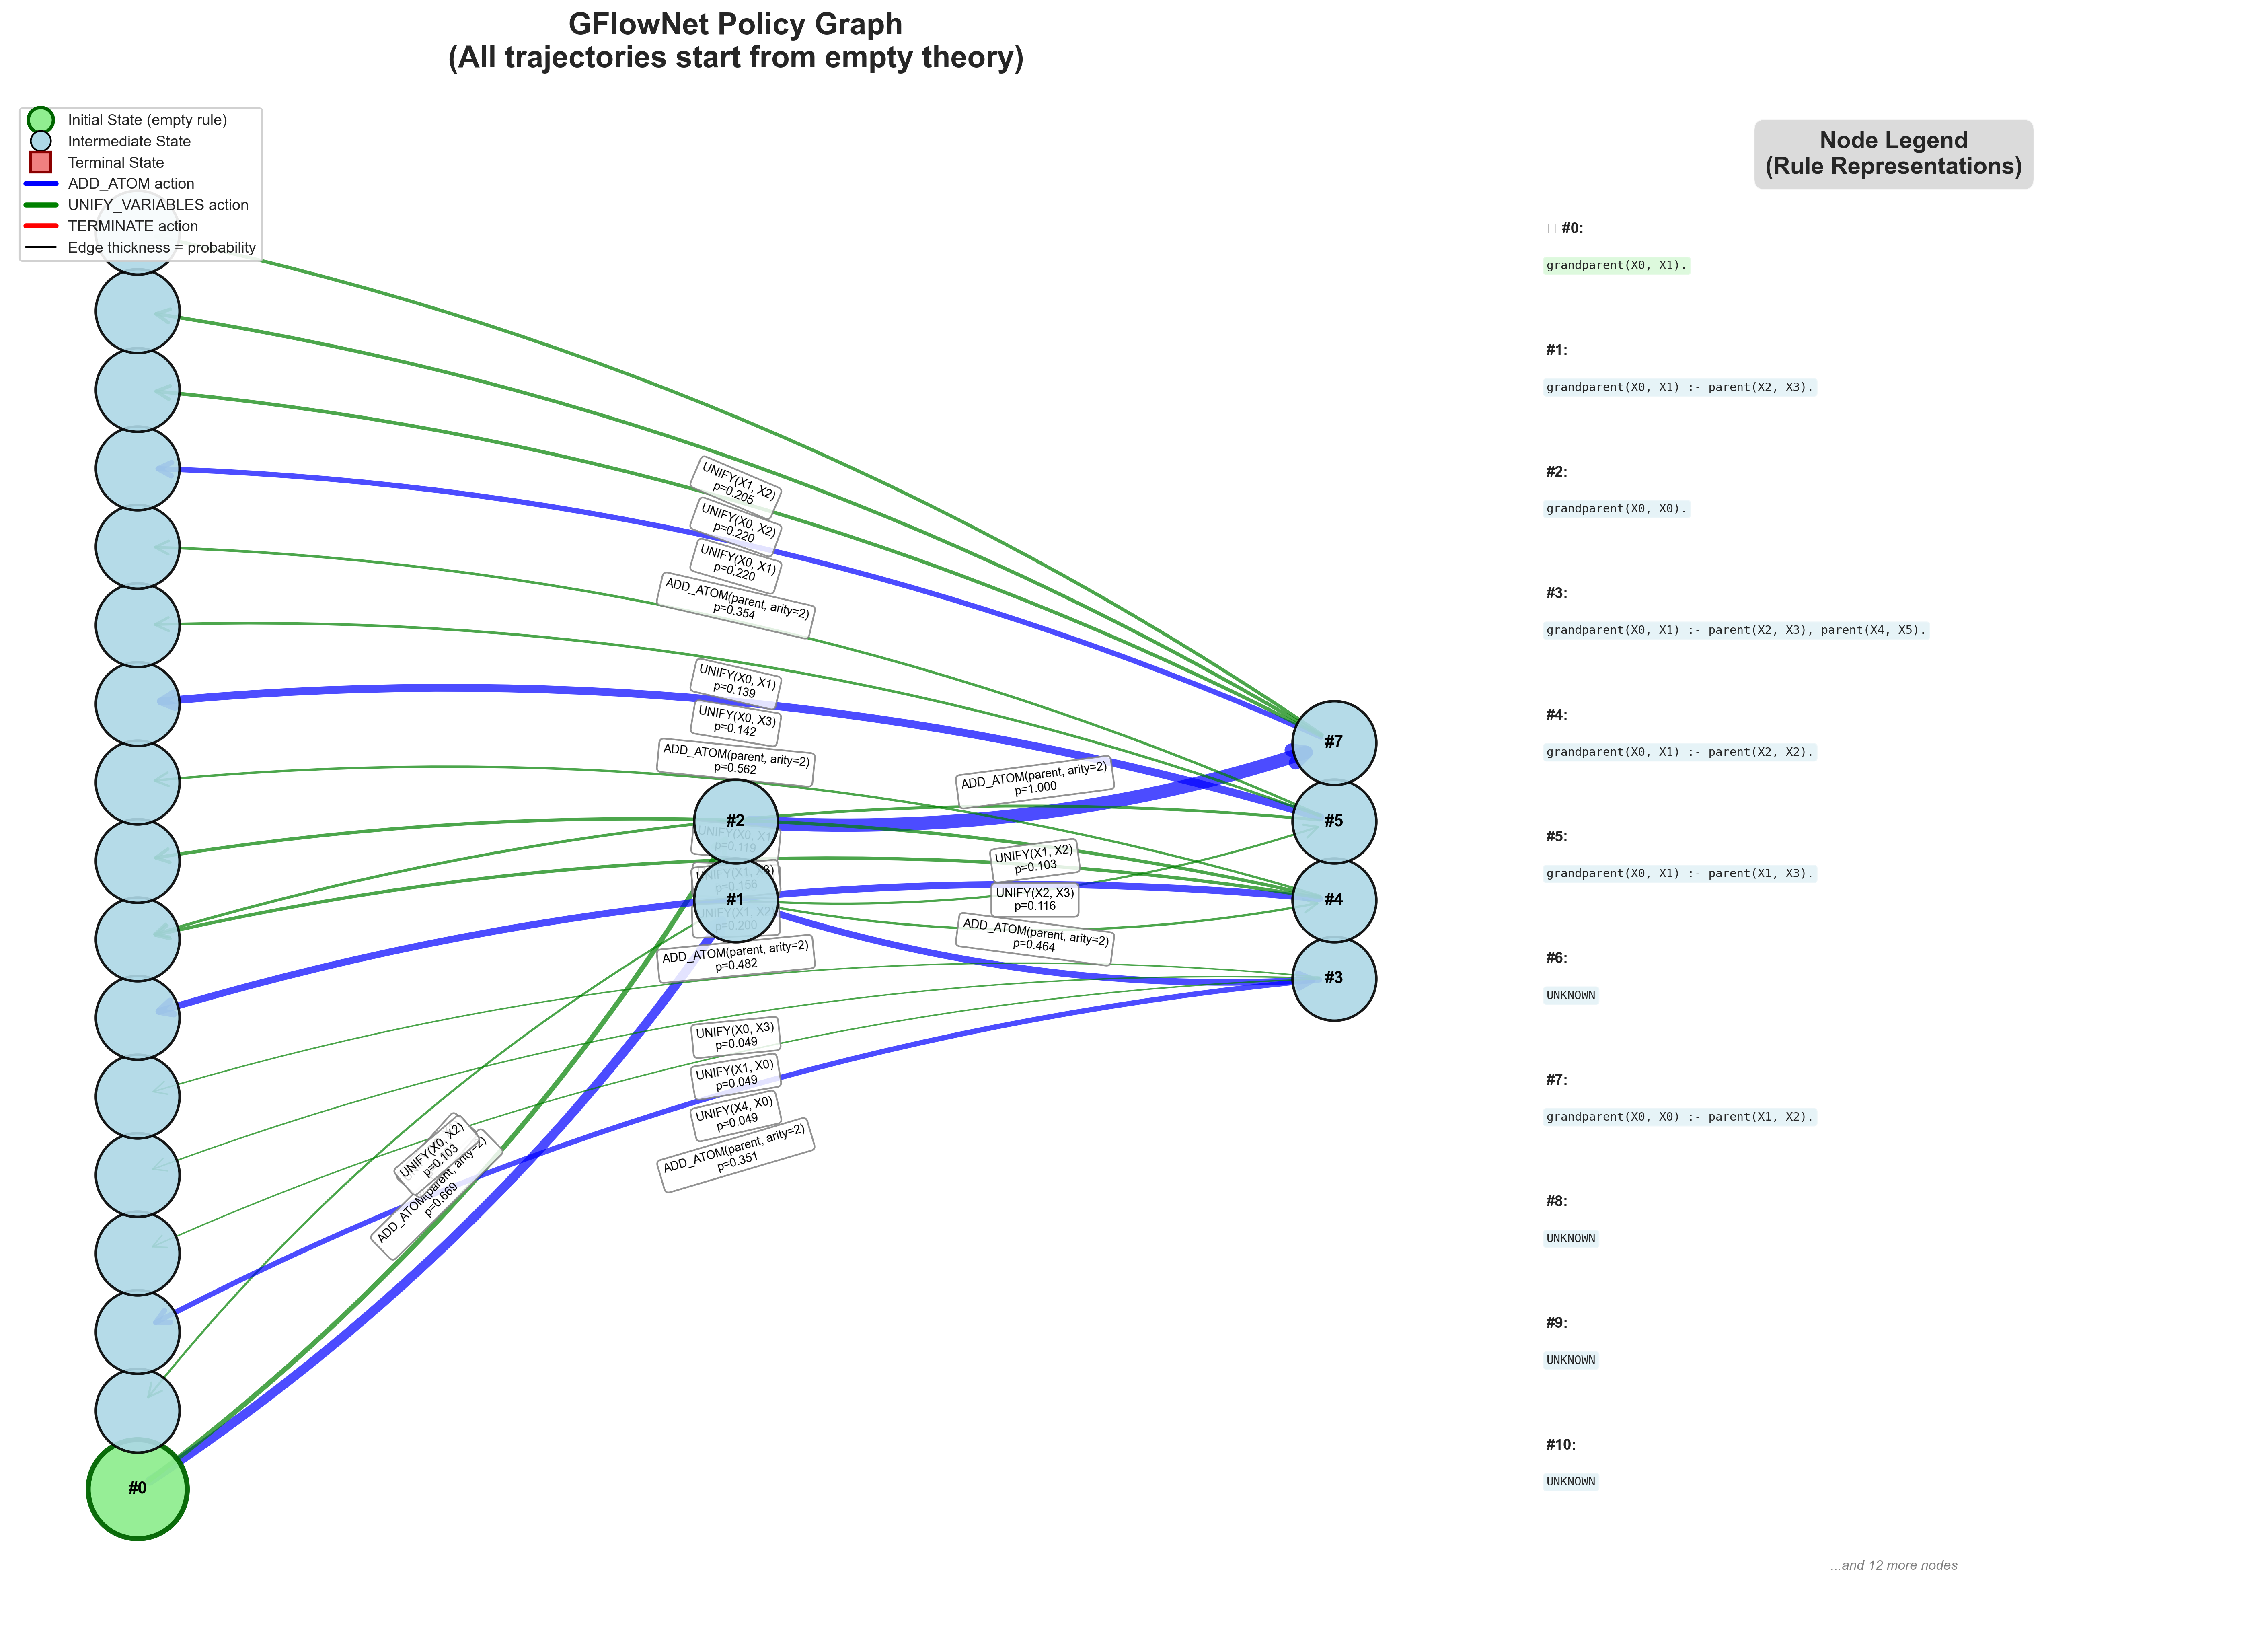 GFlowNet Policy Graph
(All trajectories start from empty theory)
Initial State (empty rule)
Intermediate State
Terminal State
ADD_ATOM action
UNIFY_VARIABLES action
TERMINATE action
Edge thickness = probability
UNIFY(X1, X2)
p=0.205
UNIFY(X0, X2)
p=0.220
UNIFY(X0, X1)
p=0.220
ADD_ATOM(parent, arity=2)
p=0.354
UNIFY(X0, X1)
p=0.139
UNIFY(X0, X3)
p=0.142
ADD_ATOM(parent, arity=2)
p=0.562
ADD_ATOM(parent, arity=2)
p=1.000
#7
#2
#5
UNIFY(X0, X1
p=0.119
UNIFY(X1, X2)
p=0.103
p=0.156
#1
UNIFY(X2, X3)
p=0.116
#4
UNIFY(X1, X2
p=0.200
ADD_ATOM(parent, arity=2)
p=0.464
ADD_ATOM(parent, arity=2)
p=0.482
#3
UNIFY(X0, X3)
p=0.049
UNIFY(X1, X0)
p=0.049
UNIFY(X4, X0)
p=0.049
ADD_ATOM(parent, arity=2)
p=0.351
UNIFY(X0, X2)
p=0.103
ADD_ATOM(parent, arity=2)
p=0.669
#0
Node Legend
(Rule Representations)
#0:
grandparent(X0, X1).
#1:
grandparent(X0, X1) :- parent(X2, X3).
#2:
grandparent(X0, X0).
#3:
grandparent(X0, X1) :- parent(X2, X3), parent(X4, X5).
#4:
grandparent(X0, X1) :- parent(X2, X2).
#5:
grandparent(X0, X1) :- parent(X1, X3).
#6:
UNKNOWN
#7:
grandparent(X0, X0) :- parent(X1, X2).
#8:
UNKNOWN
#9:
UNKNOWN
#10:
UNKNOWN
...and 12 more nodes